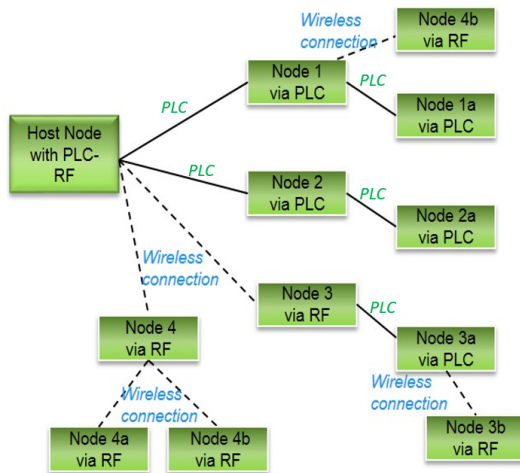 Wireless
connection
Node 4b
via RF
Node 1
via PLC
PLC
PLC
Node 1a
via PLC
Host Node
with PLC-
RF
PLC
Node 2
via PLC
PLC
Node 2a
via PLC
Wireless
connection
Node 3
via RF
PLC
Node 4
via RF
Node 3a
via PLC
Wireless
connection
Wireless
connection
Node 4a
via RF
Node 4b
via RF
Node 3b
via RF